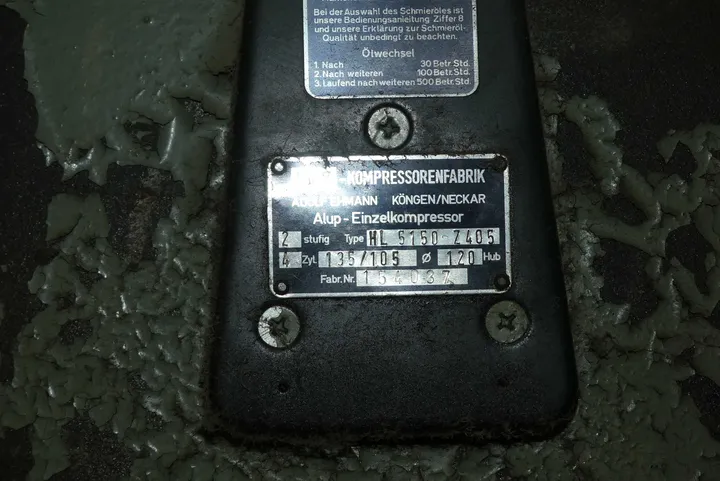 Bei der Auswahl des Schmieröles ist
unsere Bedienungsanleitung Ziffer 8
und unsere Erklärung zur Schmieröl-
Qualität unbedingt zu beachten.
Ölwechsel
1. Nach 30 Betr. Std.
2. Nach weiteren 100 Betr. Std.
3. Laufend nach weiteren 500 Betr. Std.
-KOMPRESSORENFABRIK
ADOLF EHMANN KÖNGEN/NECKAR
Alup-Einzelkompressor
2 stufig Type HL 5150-Z405
4 Zyl. 135/105 Ø 120 Hub
Fabr. Nr. 154037